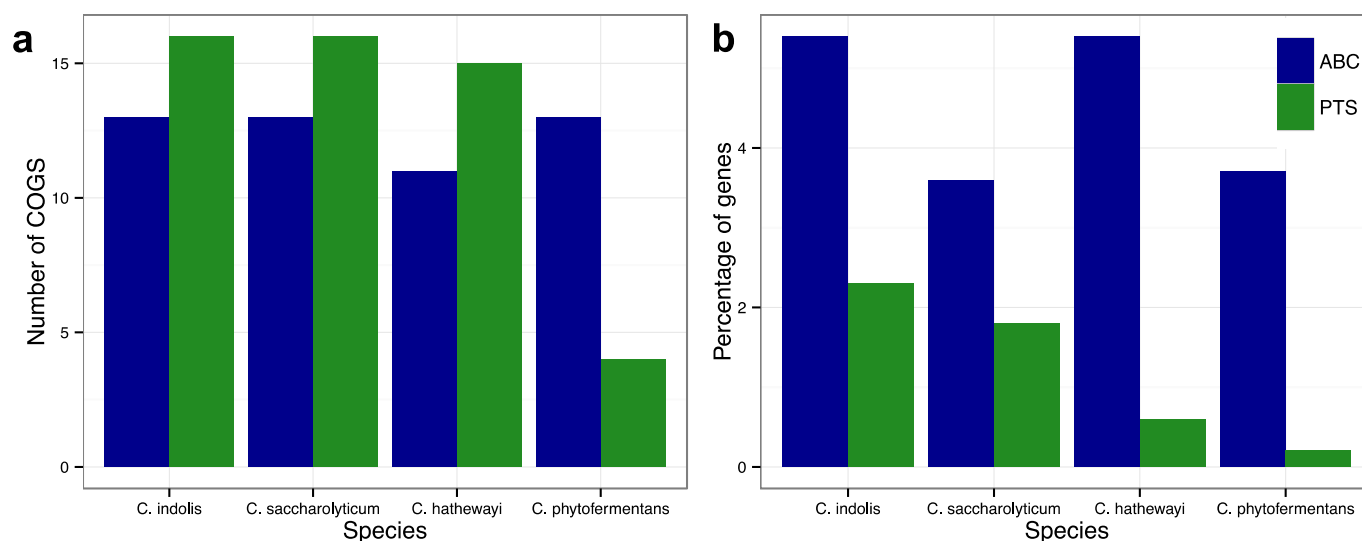 a
Number of COGS
15
10
5
0
C. indolis C. saccharolyticum C. hathewayi C. phytofermentans
Species
b
Percentage of genes
4
2
0
C. indolis C. saccharolyticum C. hathewayi C. phytofermentans
Species
ABC
PTS